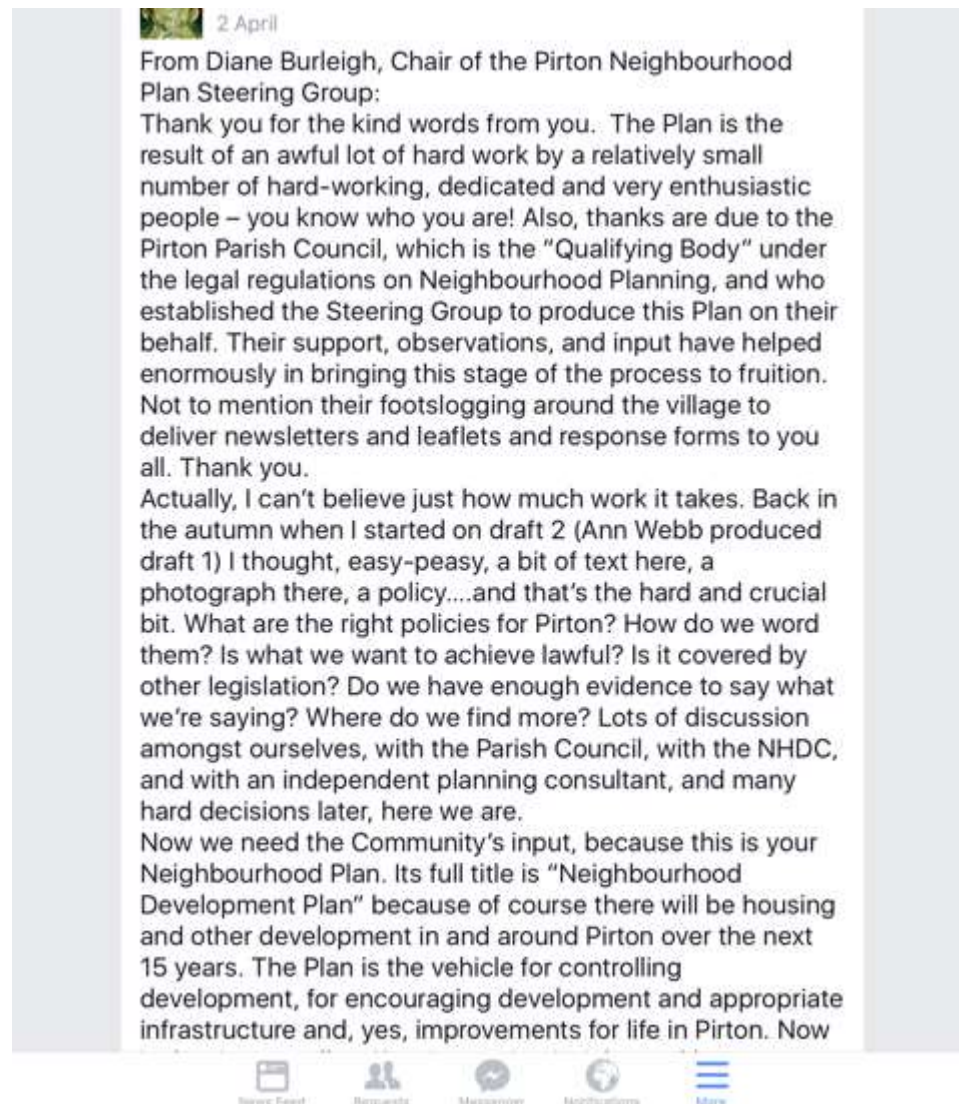 2 April
From Diane Burleigh, Chair of the Pirton Neighbourhood
Plan Steering Group:
Thank you for the kind words from you.  The Plan is the
result of an awful lot of hard work by a relatively small
number of hard-working, dedicated and very enthusiastic
people – you know who you are! Also, thanks are due to the
Pirton Parish Council, which is the “Qualifying Body” under
the legal regulations on Neighbourhood Planning, and who
established the Steering Group to produce this Plan on their
behalf. Their support, observations, and input have helped
enormously in bringing this stage of the process to fruition.
Not to mention their footslogging around the village to
deliver newsletters and leaflets and response forms to you
all. Thank you.
Actually, I can’t believe just how much work it takes. Back in
the autumn when I started on draft 2 (Ann Webb produced
draft 1) I thought, easy-peasy, a bit of text here, a
photograph there, a policy....and that’s the hard and crucial
bit. What are the right policies for Pirton? How do we word
them? Is what we want to achieve lawful? Is it covered by
other legislation? Do we have enough evidence to say what
we’re saying? Where do we find more? Lots of discussion
amongst ourselves, with the Parish Council, with the NHDC,
and with an independent planning consultant, and many
hard decisions later, here we are.
Now we need the Community’s input, because this is your
Neighbourhood Plan. Its full title is “Neighbourhood
Development Plan” because of course there will be housing
and other development in and around Pirton over the next
15 years. The Plan is the vehicle for controlling
development, for encouraging development and appropriate
infrastructure and, yes, improvements for life in Pirton. Now
News Feed Requests Messenger Notifications More